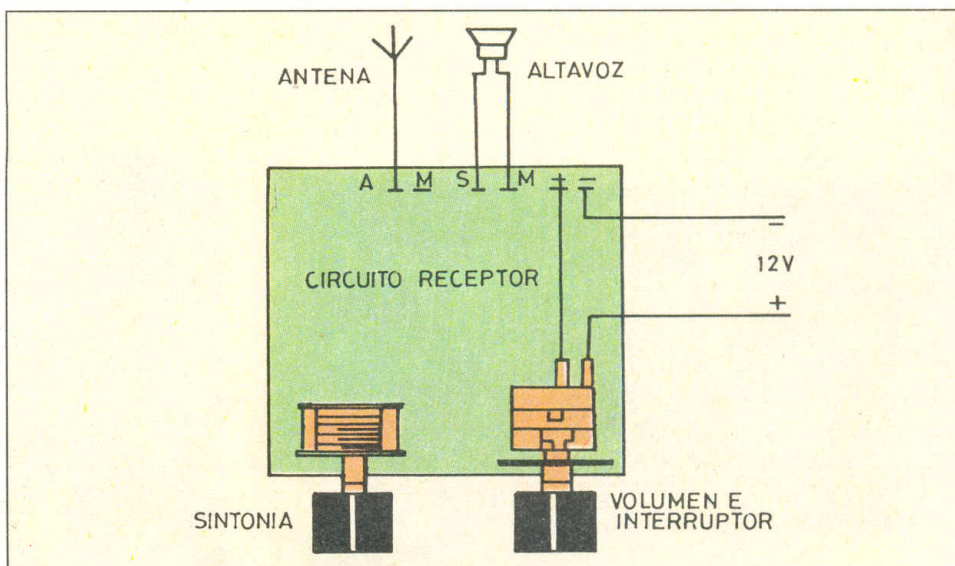 ANTENA
ALTAVOZ
A M S M + -
-
CIRCUITO RECEPTOR
12V
+
SINTONIA
VOLUMEN E
INTERRUPTOR